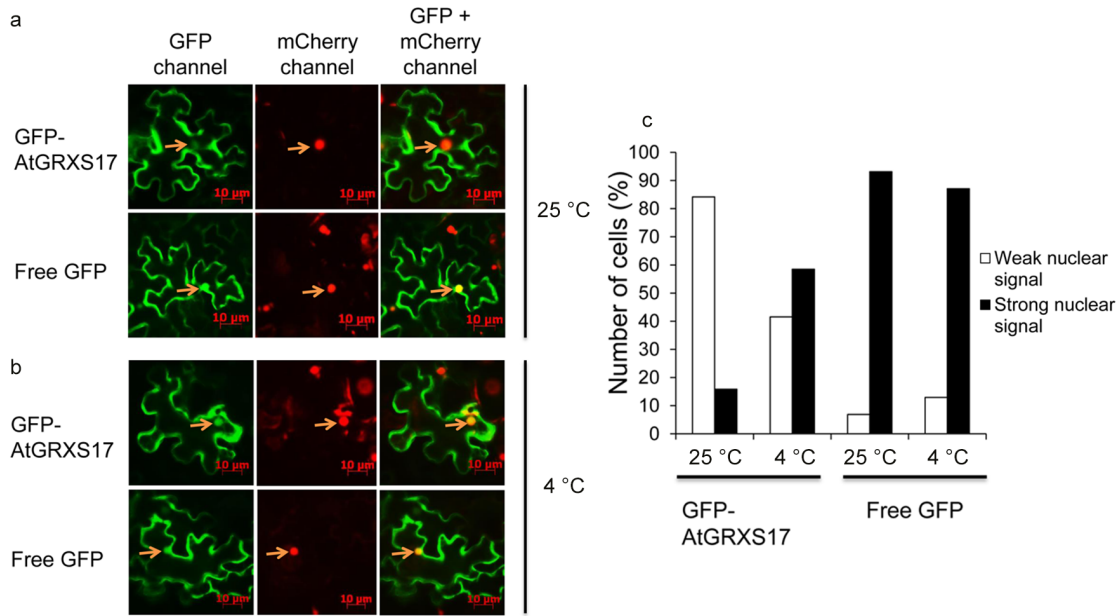 a
GFP channel
mCherry channel
GFP + mCherry channel
GFP-AtGRXS17
10 µm
10 µm
10 µm
Free GFP
10 µm
10 µm
10 µm
25 °C
b
GFP-AtGRXS17
10 µm
10 µm
10 µm
Free GFP
10 µm
10 µm
10 µm
4 °C
c
Number of cells (%)
100
90
80
70
60
50
40
30
20
10
0
25 °C
4 °C
25 °C
4 °C
GFP-AtGRXS17
Free GFP
Weak nuclear signal
Strong nuclear signal